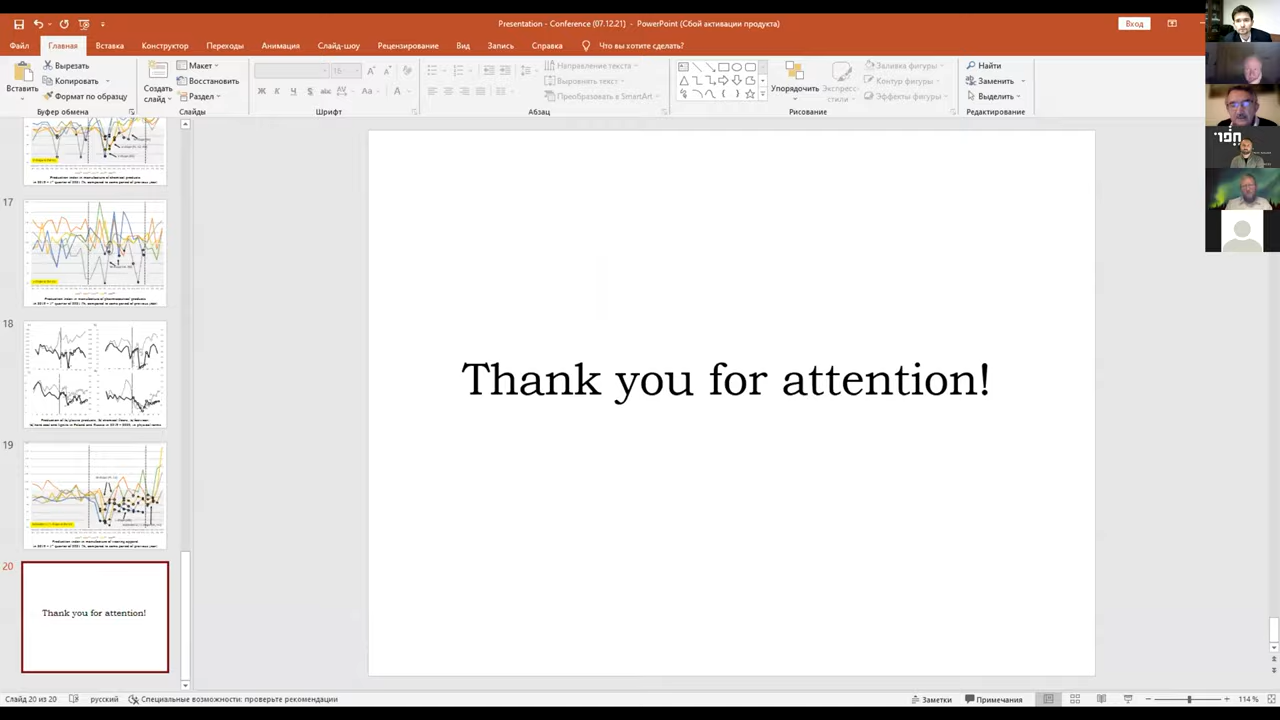 Presentation - Conference (07.12.21) - PowerPoint (Сбой активации продукта)
Вход
Файл Главная Вставка Конструктор Переходы Анимация Слайд-шоу Рецензирование Вид Запись Справка Что вы хотите сделать?
Вставить
Вырезать
Копировать
Формат по образцу
Буфер обмена
Создать слайд
Макет
Восстановить
Раздел
Слайды
Шрифт
Направление текста
Выровнять текст
Преобразовать в SmartArt
Абзац
Упорядочить
Экспресс-стили
Заливка фигуры
Контур фигуры
Эффекты фигуры
Рисование
Найти
Заменить
Выделить
Редактирование
17
18
19
20
Thank you for attention!
Thank you for attention!
Слайд 20 из 20 русский Специальные возможности: проверьте рекомендации
Заметки Примечания 114 %